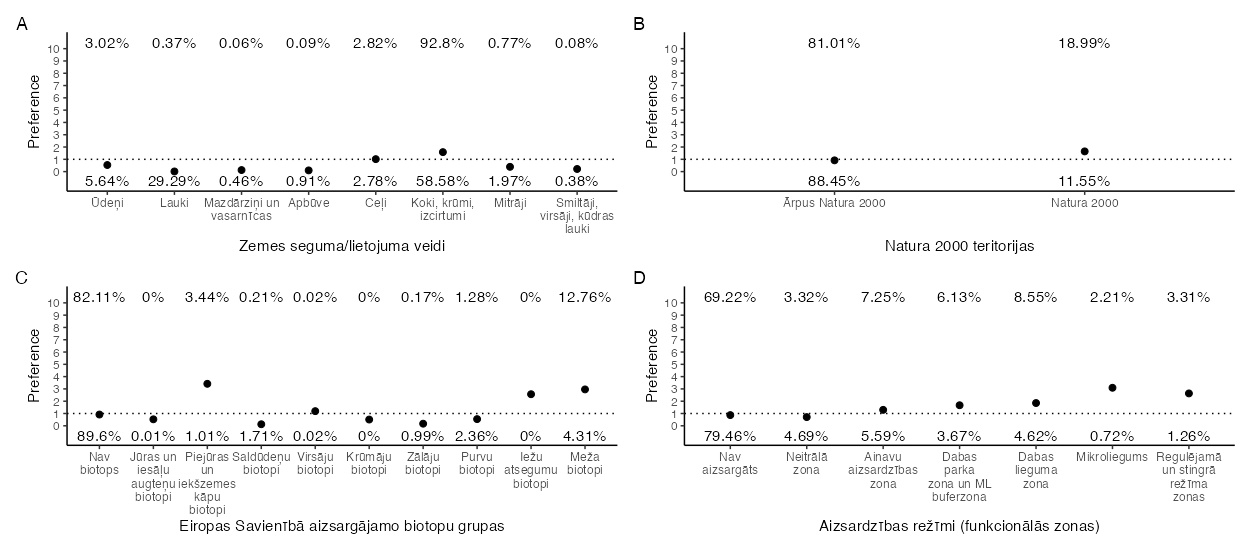 A
3.02% 0.37% 0.06% 0.09% 2.82% 92.8% 0.77% 0.08%
10
9
8
7
6
5
4
3
2
1
0
Preference
5.64% 29.29% 0.46% 0.91% 2.78% 58.58% 1.97% 0.38%
Ūdeņi Lauki Mazdārziņi un Apbūve Ceļi Koki, krūmi, Mitrāji Smiltāji,
vasarnīcas izcirtumi virsāji, kūdras
lauki
Zemes seguma/lietojuma veidi
B
81.01% 18.99%
10
9
8
7
6
5
4
3
2
1
0
Preference
88.45% 11.55%
Ārpus Natura 2000 Natura 2000
Natura 2000 teritorijas
C
82.11% 0% 3.44% 0.21% 0.02% 0% 0.17% 1.28% 0% 12.76%
10
9
8
7
6
5
4
3
2
1
0
Preference
89.6% 0.01% 1.01% 1.71% 0.02% 0% 0.99% 2.36% 0% 4.31%
Nav Jūras un Piejūras Saldūdeņu Virsāju Krūmāju Zālāju Purvu Iežu Meža
biotops iesāļu un biotopi biotopi biotopi biotopi biotopi atsegumu biotopi
augteņu iekšzemes biotopi
biotopi kāpu
biotopi
Eiropas Savienībā aizsargājamo biotopu grupas
D
69.22% 3.32% 7.25% 6.13% 8.55% 2.21% 3.31%
10
9
8
7
6
5
4
3
2
1
0
Preference
79.46% 4.69% 5.59% 3.67% 4.62% 0.72% 1.26%
Nav Neitrālā Ainavu Dabas Dabas Mikroliegums Regulējamā
aizsargāts zona aizsardzības parka lieguma un stingrā
zona zona un ML zona režīma
buferzona zonas
Aizsardzības režīmi (funkcionālās zonas)